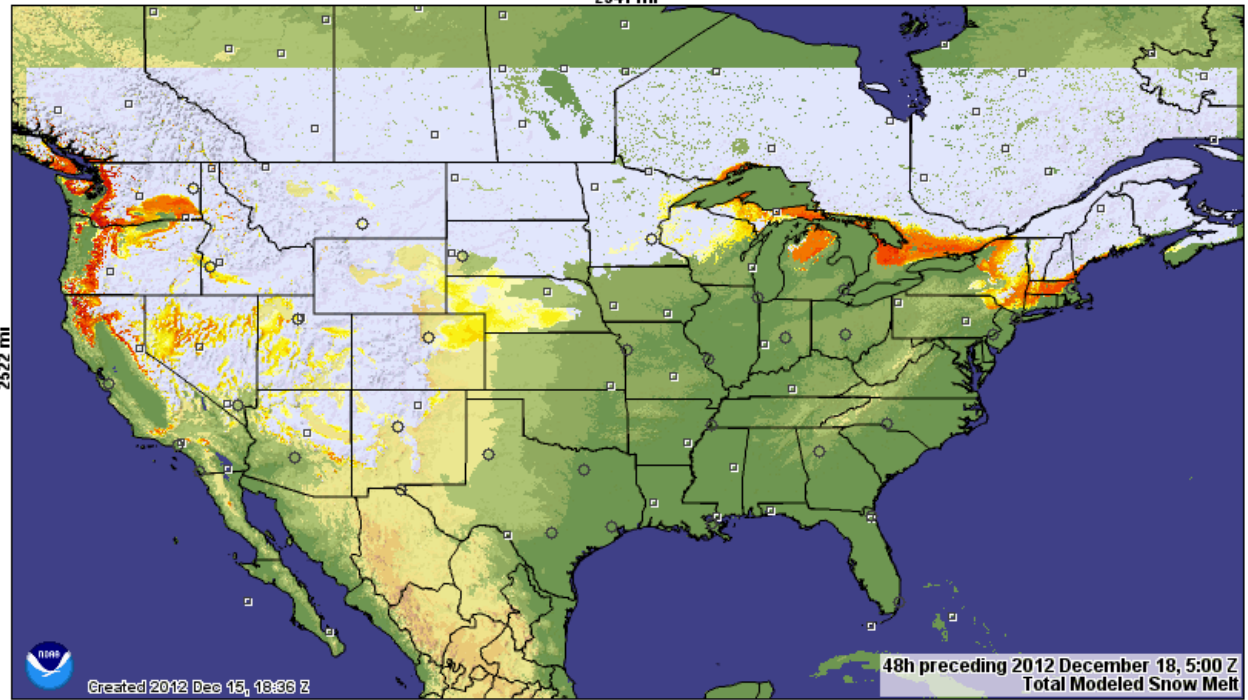 2522 mi
NOAA
Created 2012 Dec 15, 18:36 Z
48h preceding 2012 December 18, 5:00 Z
Total Modeled Snow Melt